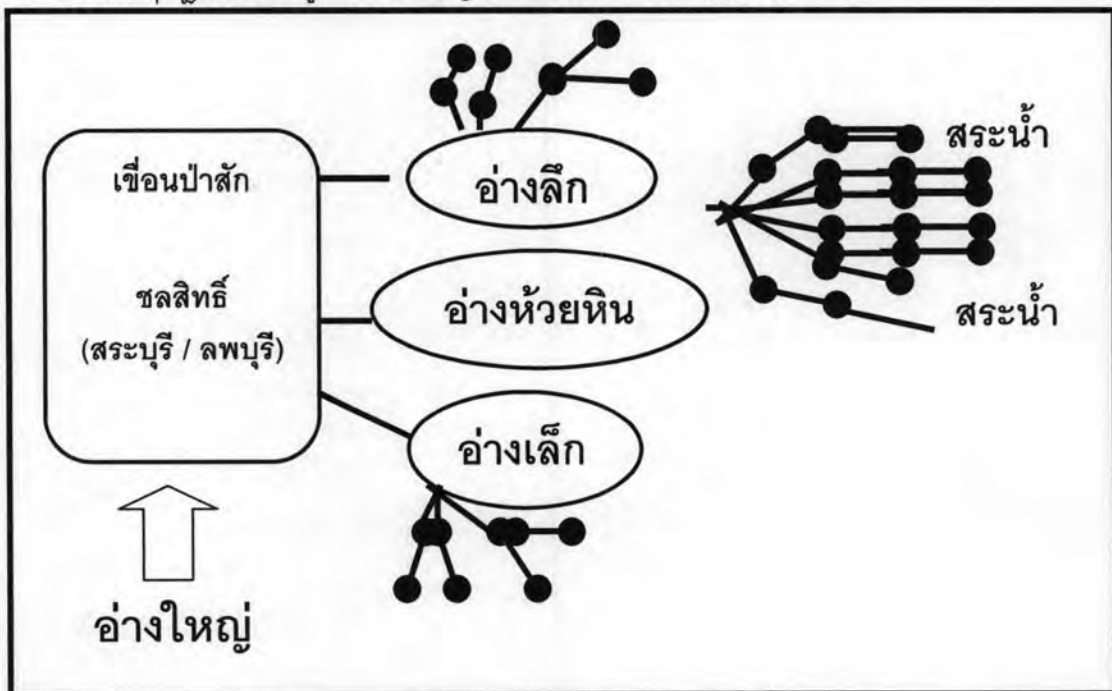 เขื่อนป่าสัก
ชลสิทธิ์
(สระบุรี / ลพบุรี)
อ่างใหญ่
อ่างลึก
อ่างห้วยหิน
อ่างเล็ก
สระน้ำ
สระน้ำ